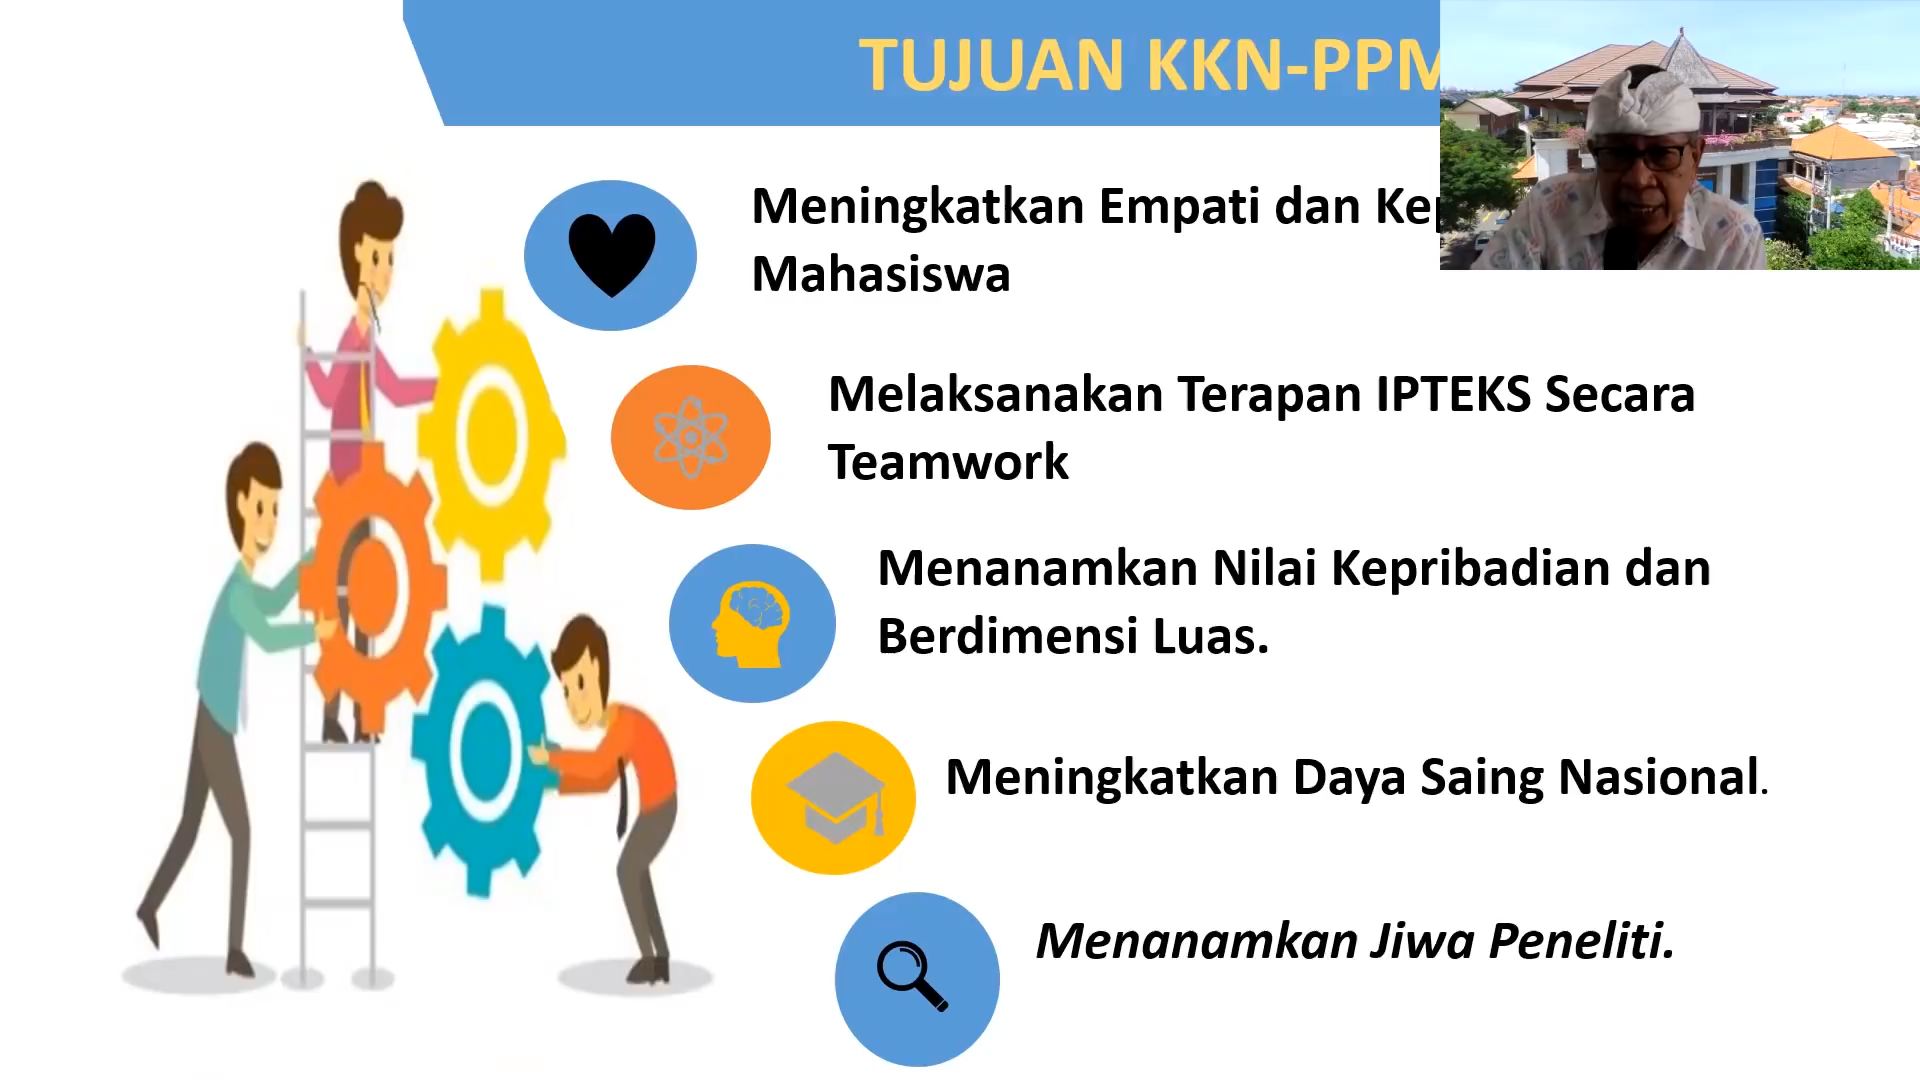 TUJUAN KKN-PPM
Meningkatkan Empati dan
Mahasiswa
Melaksanakan Terapan IPTEKS Secara
Teamwork
Menanamkan Nilai Kepribadian dan
Berdimensi Luas.
Meningkatkan Daya Saing Nasional.
Menanamkan Jiwa Peneliti.